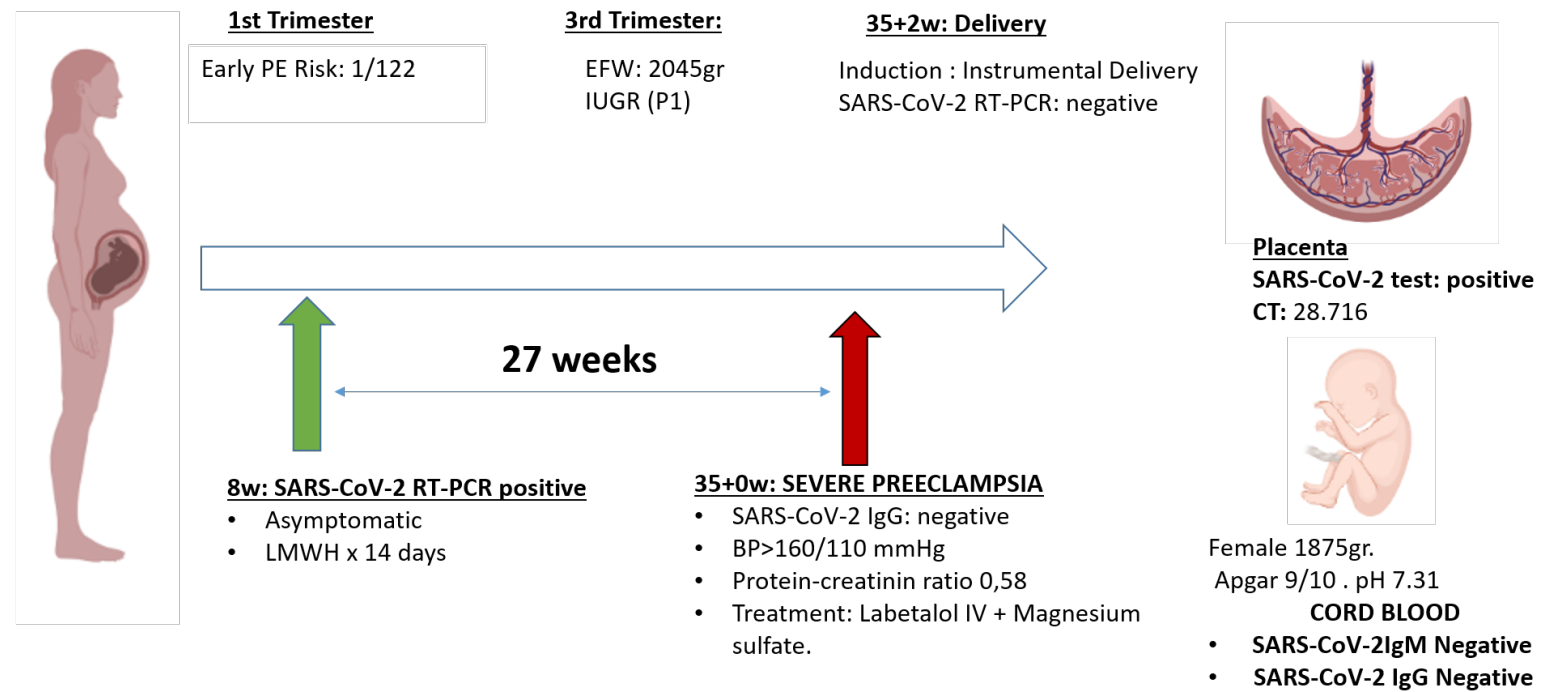 1st Trimester
Early PE Risk: 1/122
3rd Trimester:
EFW: 2045gr
IUGR (P1)
35+2w: Delivery
Induction : Instrumental Delivery
SARS-CoV-2 RT-PCR: negative
27 weeks
8w: SARS-CoV-2 RT-PCR positive
• Asymptomatic
• LMWH x 14 days
35+0w: SEVERE PREECLAMPSIA
• SARS-CoV-2 IgG: negative
• BP>160/110 mmHg
• Protein-creatinin ratio 0,58
• Treatment: Labetalol IV + Magnesium
sulfate.
Placenta
SARS-CoV-2 test: positive
CT: 28.716
Female 1875gr.
Apgar 9/10 . pH 7.31
CORD BLOOD
• SARS-CoV-2IgM Negative
• SARS-CoV-2 IgG Negative